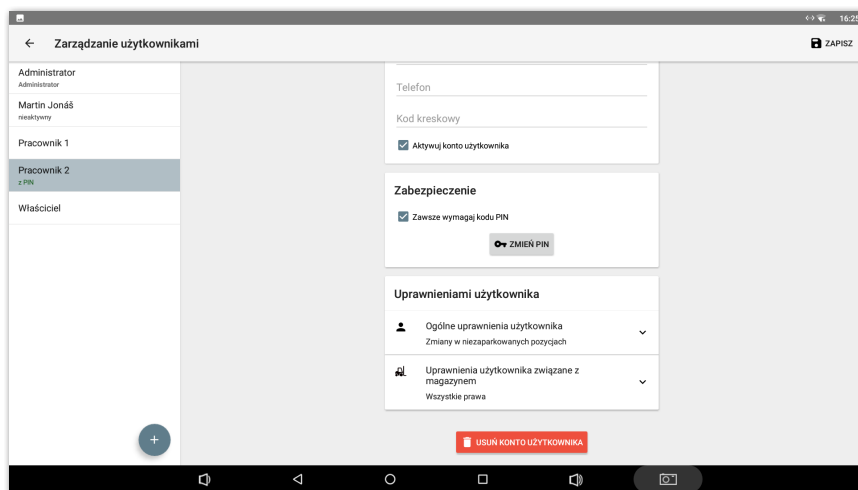 16:25
Zarządzanie użytkownikami
ZAPISZ
Administrator
Administrator
Martin Jonáš
nieaktywny
Pracownik 1
Pracownik 2
z PIN
Właściciel
+
Telefon
Kod kreskowy
Aktywuj konto użytkownika
Zabezpieczenie
Zawsze wymagaj kodu PIN
ZMIEŃ PIN
Uprawnieniami użytkownika
Ogólne uprawnienia użytkownika
Zmiany w niezaparkowanych pozycjach
Uprawnienia użytkownika związane z
magazynem
Wszystkie prawa
USUŃ KONTO UŻYTKOWNIKA